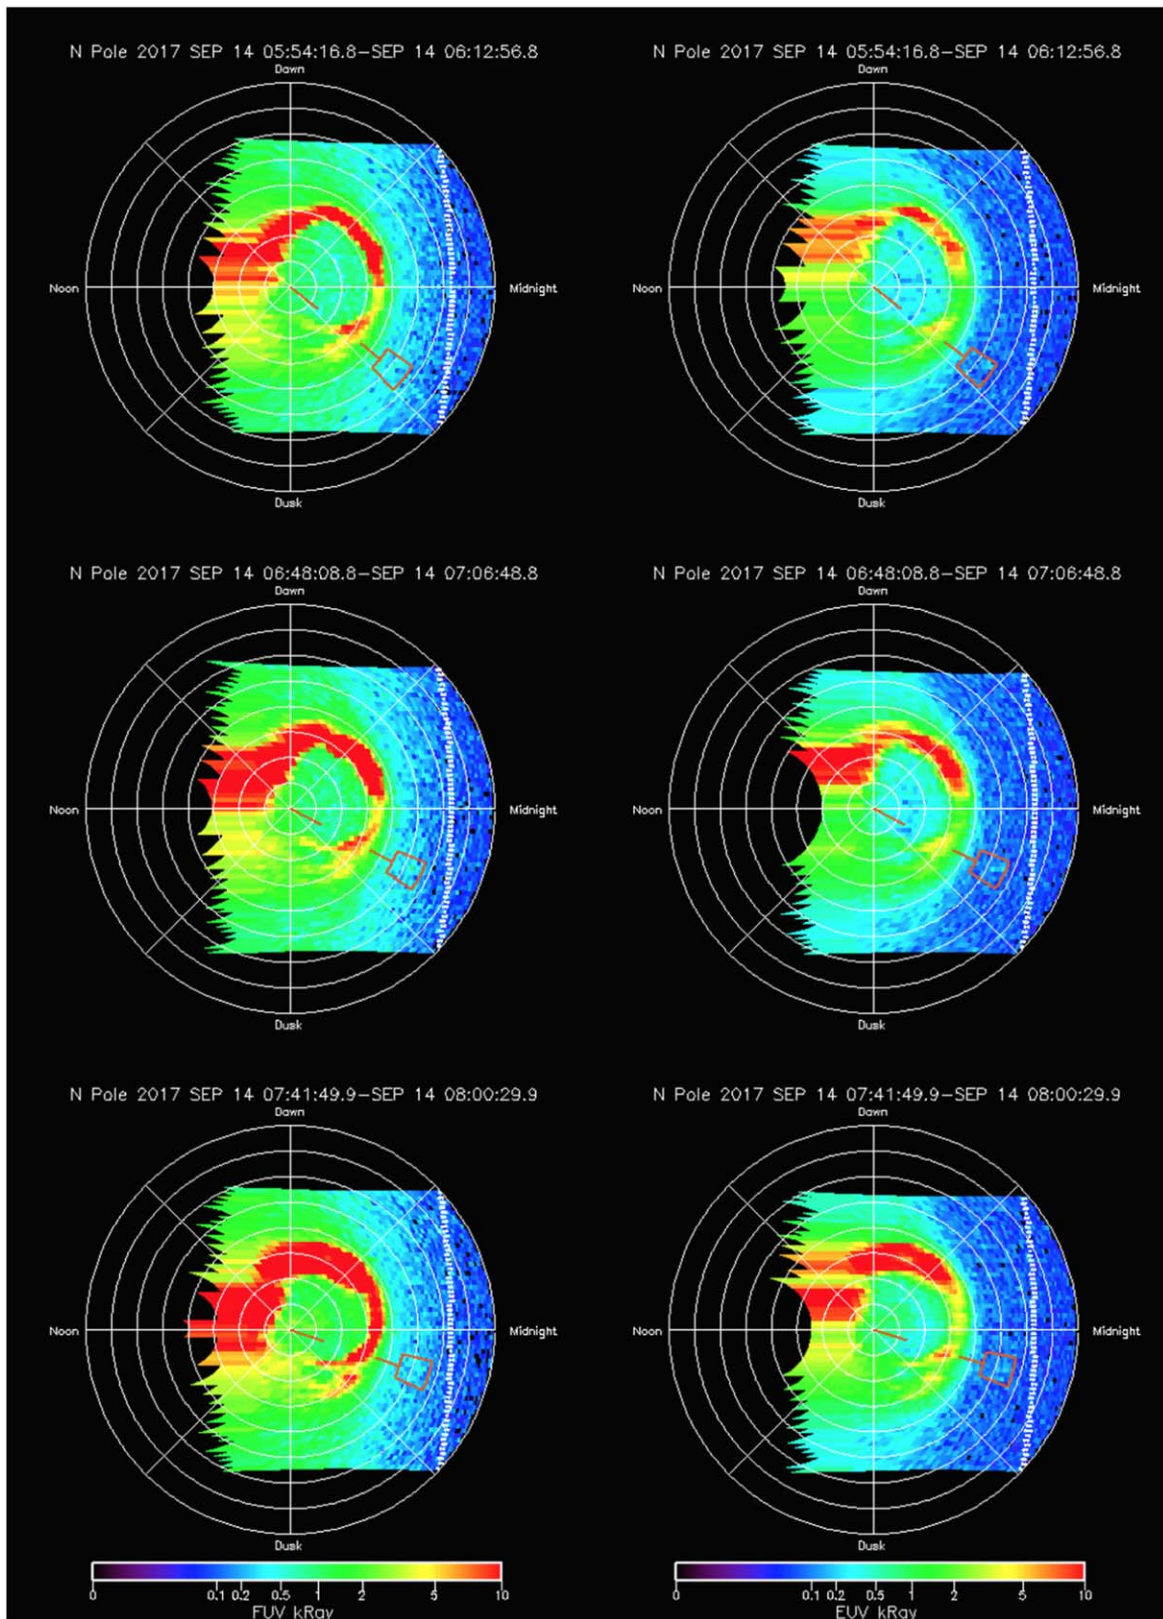 N Pole 2017 SEP 14 05:54:16.8–SEP 14 06:12:56.8
Dawn
Noon
Midnight
Dusk
N Pole 2017 SEP 14 05:54:16.8–SEP 14 06:12:56.8
Dawn
Noon
Midnight
Dusk
N Pole 2017 SEP 14 06:48:08.8–SEP 14 07:06:48.8
Dawn
Noon
Midnight
Dusk
N Pole 2017 SEP 14 06:48:08.8–SEP 14 07:06:48.8
Dawn
Noon
Midnight
Dusk
N Pole 2017 SEP 14 07:41:49.9–SEP 14 08:00:29.9
Dawn
Noon
Midnight
Dusk
N Pole 2017 SEP 14 07:41:49.9–SEP 14 08:00:29.9
Dawn
Noon
Midnight
Dusk
0 0.1 0.2 0.5 1 2 5 10
FUV kRay
0 0.1 0.2 0.5 1 2 5 10
EUV kRay